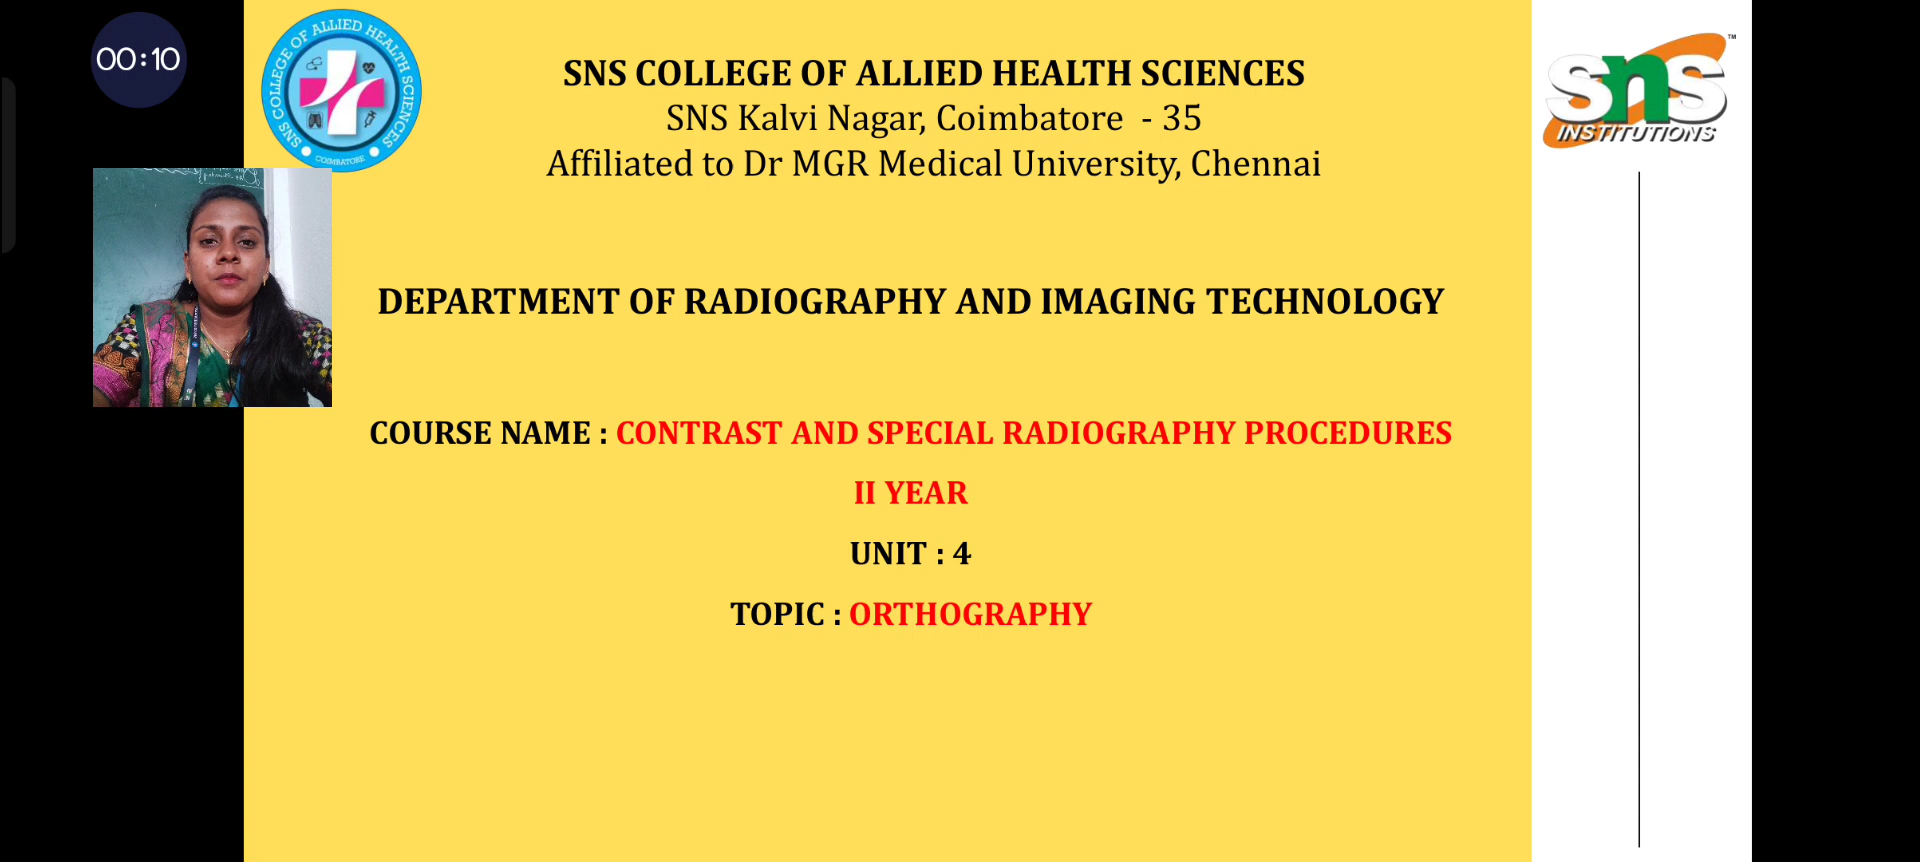 00:10
SNS COLLEGE OF ALLIED HEALTH SCIENCES
COIMBATORE
SNS COLLEGE OF ALLIED HEALTH SCIENCES
SNS Kalvi Nagar, Coimbatore - 35
Affiliated to Dr MGR Medical University, Chennai
sns
INSTITUTIONS
TM
DEPARTMENT OF RADIOGRAPHY AND IMAGING TECHNOLOGY
COURSE NAME : CONTRAST AND SPECIAL RADIOGRAPHY PROCEDURES
II YEAR
UNIT : 4
TOPIC : ORTHOGRAPHY